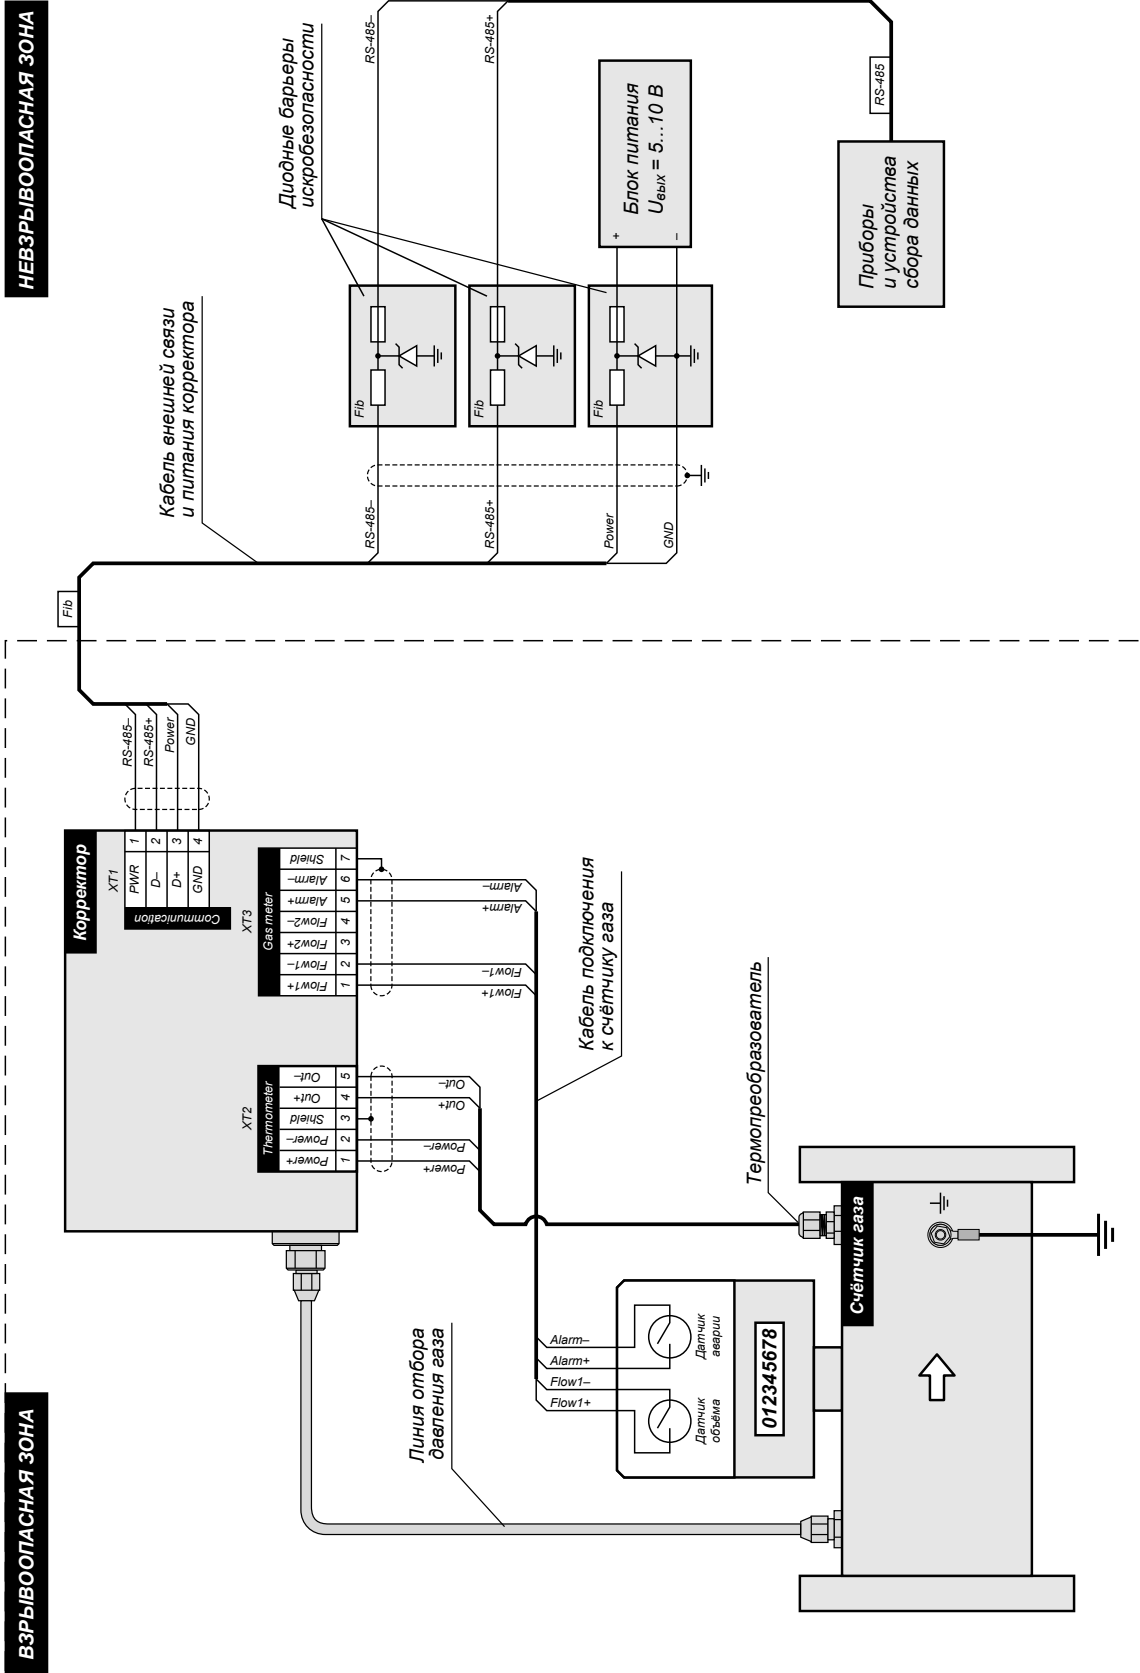 ВЗРЫВООПАСНАЯ ЗОНА
НЕВЗРЫВООПАСНАЯ ЗОНА
Корректор
XT1
Communication
PWR 1
D– 2
D+ 3
GND 4
RS-485–
RS-485+
Power
GND
Fib
XT2
Thermometer
Power+ 1
Power– 2
Shield 3
Out+ 4
Out– 5
XT3
Gas meter
Flow1+ 1
Flow1– 2
Flow2+ 3
Flow2– 4
Alarm+ 5
Alarm– 6
Shield 7
Power+
Power–
Out+
Out–
Flow1+
Flow1–
Alarm+
Alarm–
Кабель внешней связи
и питания корректора
RS-485–
RS-485+
Power
GND
Fib
Fib
Fib
Диодные барьеры
искробезопасности
RS-485–
RS-485+
Блок питания
Uвых = 5...10 В
+
–
RS-485
Приборы
и устройства
сбора данных
Кабель подключения
к счётчику газа
Термопреобразователь
Линия отбора
давления газа
Alarm–
Alarm+
Flow1–
Flow1+
Датчик
аварии
Датчик
объёма
012345678
Счётчик газа